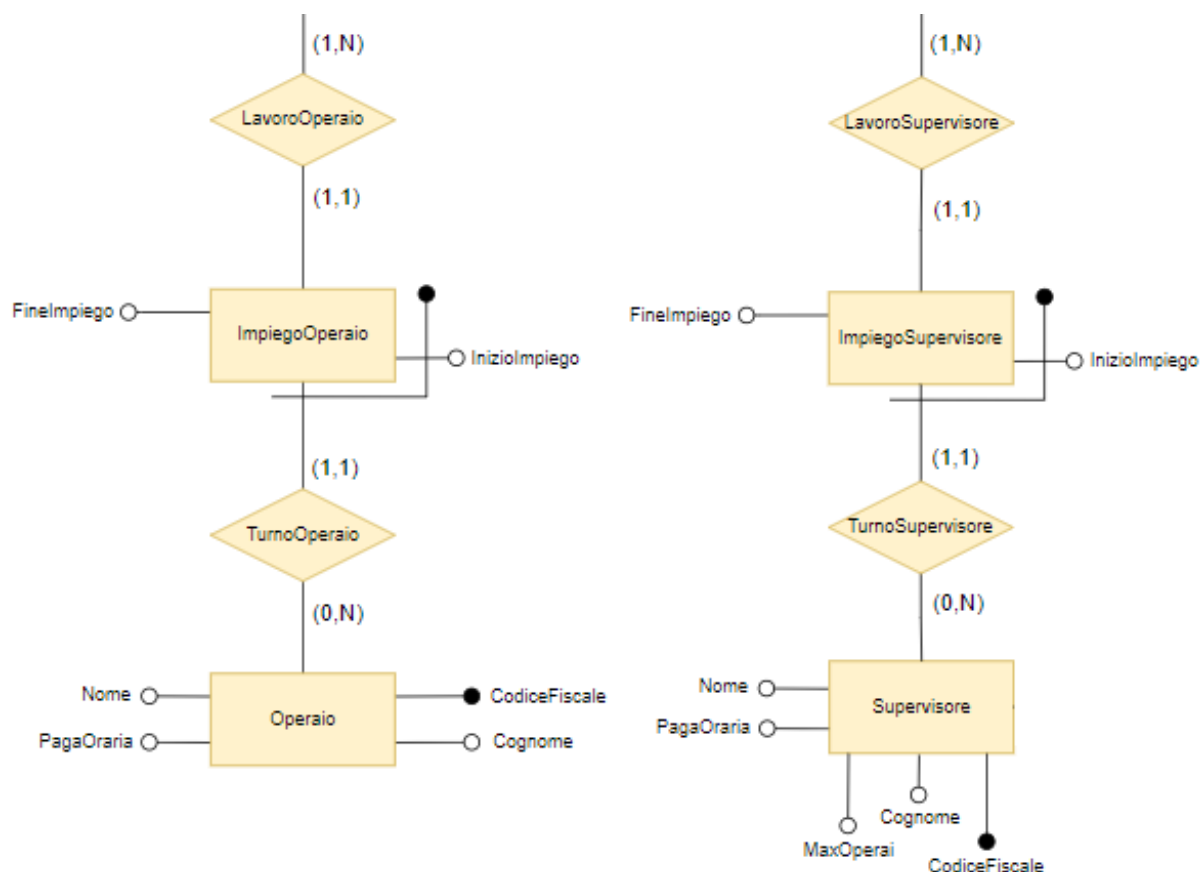 (1,N)
LavoroOperaio
(1,1)
FineImpiego
ImpiegoOperaio
InizioImpiego
(1,1)
TurnoOperaio
(0,N)
Nome
CodiceFiscale
Operaio
PagaOraria
Cognome
(1,N)
LavoroSupervisore
(1,1)
FineImpiego
ImpiegoSupervisore
InizioImpiego
(1,1)
TurnoSupervisore
(0,N)
Nome
Supervisore
PagaOraria
Cognome
MaxOperai
CodiceFiscale